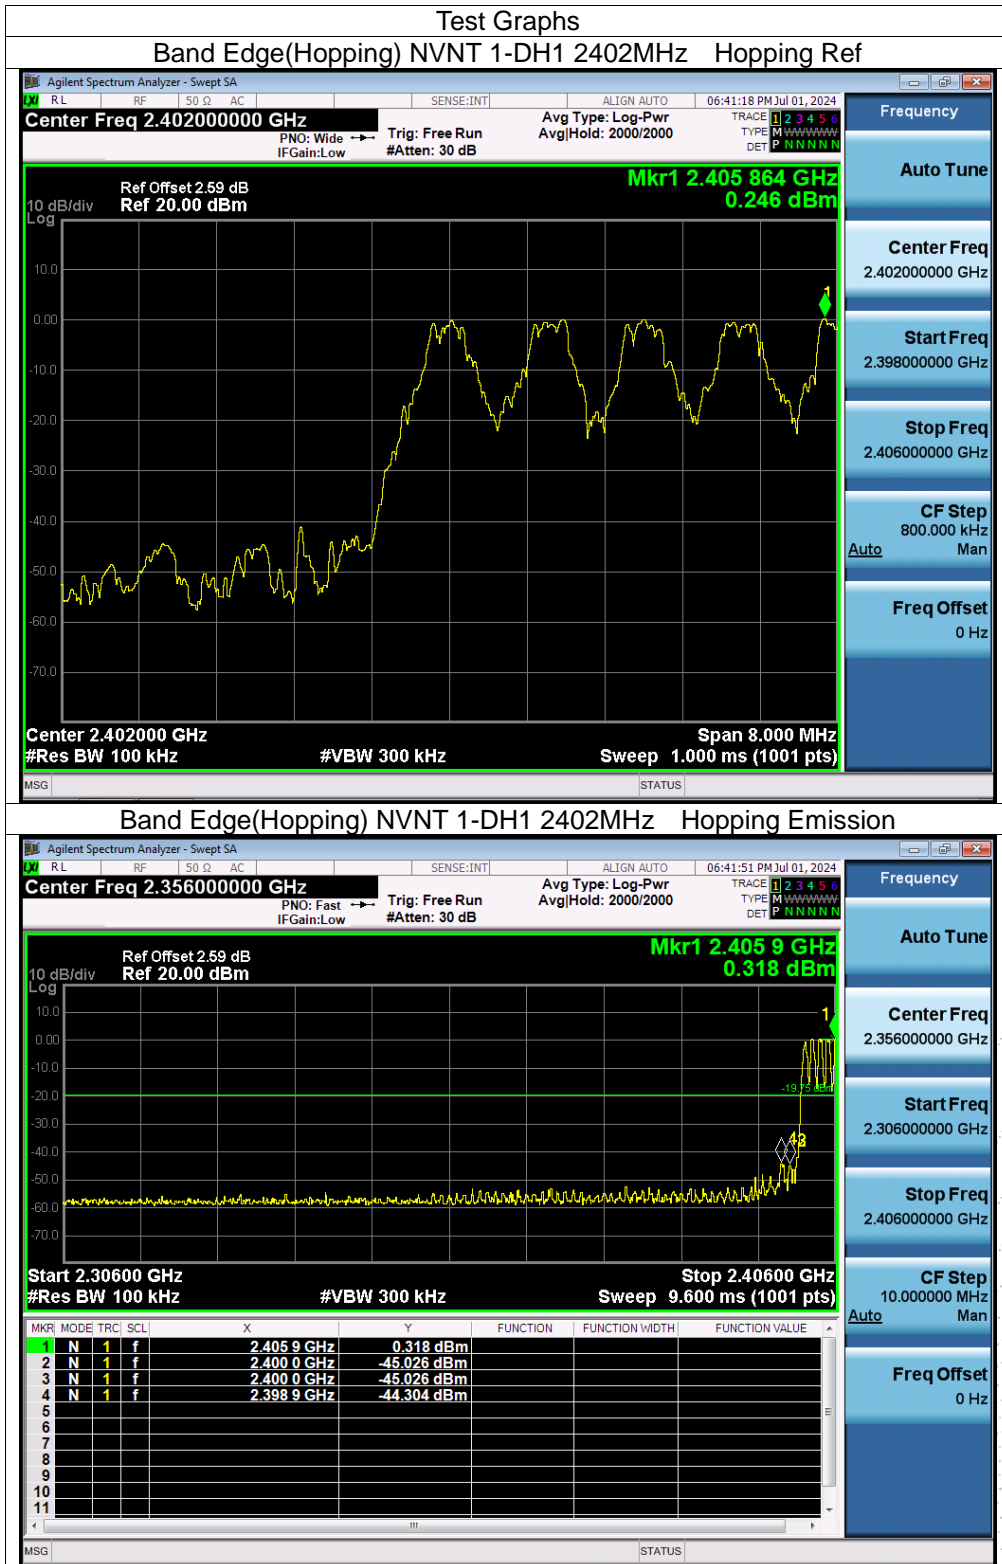 Test Graphs
Band Edge(Hopping) NVNT 1-DH1 2402MHz Hopping Ref
Agilent Spectrum Analyzer - Swept SA
LXI RL RF 50 Ω AC SENSE:INT ALIGN AUTO 06:41:18 PM Jul 01, 2024
Center Freq 2.402000000 GHz
PNO: Wide
IFGain:Low
Trig: Free Run
#Atten: 30 dB
Avg Type: Log-Pwr
Avg|Hold: 2000/2000
TRACE 1 2 3 4 5 6
TYPE M WWWWW
DET P N N N N N
Frequency
Auto Tune
Center Freq
2.402000000 GHz
Start Freq
2.398000000 GHz
Stop Freq
2.406000000 GHz
CF Step
800.000 kHz
Auto Man
Freq Offset
0 Hz
Mkr1 2.405 864 GHz
0.246 dBm
Ref Offset 2.59 dB
10 dB/div Ref 20.00 dBm
Log
10.0
0.00
-10.0
-20.0
-30.0
-40.0
-50.0
-60.0
-70.0
1
Center 2.402000 GHz Span 8.000 MHz
#Res BW 100 kHz #VBW 300 kHz Sweep 1.000 ms (1001 pts)
MSG STATUS
Band Edge(Hopping) NVNT 1-DH1 2402MHz Hopping Emission
Agilent Spectrum Analyzer - Swept SA
LXI RL RF 50 Ω AC SENSE:INT ALIGN AUTO 06:41:51 PM Jul 01, 2024
Center Freq 2.356000000 GHz
PNO: Fast
IFGain:Low
Trig: Free Run
#Atten: 30 dB
Avg Type: Log-Pwr
Avg|Hold: 2000/2000
TRACE 1 2 3 4 5 6
TYPE M WWWWW
DET P N N N N N
Frequency
Auto Tune
Center Freq
2.356000000 GHz
Start Freq
2.306000000 GHz
Stop Freq
2.406000000 GHz
CF Step
10.000000 MHz
Auto Man
Freq Offset
0 Hz
Mkr1 2.405 9 GHz
0.318 dBm
Ref Offset 2.59 dB
10 dB/div Ref 20.00 dBm
Log
10.0
0.00
-10.0
-20.0
-30.0
-40.0
-50.0
-60.0
-70.0
1
-19.75 dBm
Start 2.30600 GHz Stop 2.40600 GHz
#Res BW 100 kHz #VBW 300 kHz Sweep 9.600 ms (1001 pts)
MKR MODE TRC SCL X Y FUNCTION FUNCTION WIDTH FUNCTION VALUE
1 N 1 f 2.405 9 GHz 0.318 dBm
2 N 1 f 2.400 0 GHz -45.026 dBm
3 N 1 f 2.400 0 GHz -45.026 dBm
4 N 1 f 2.398 9 GHz -44.304 dBm
5
6
7
8
9
10
11
MSG STATUS